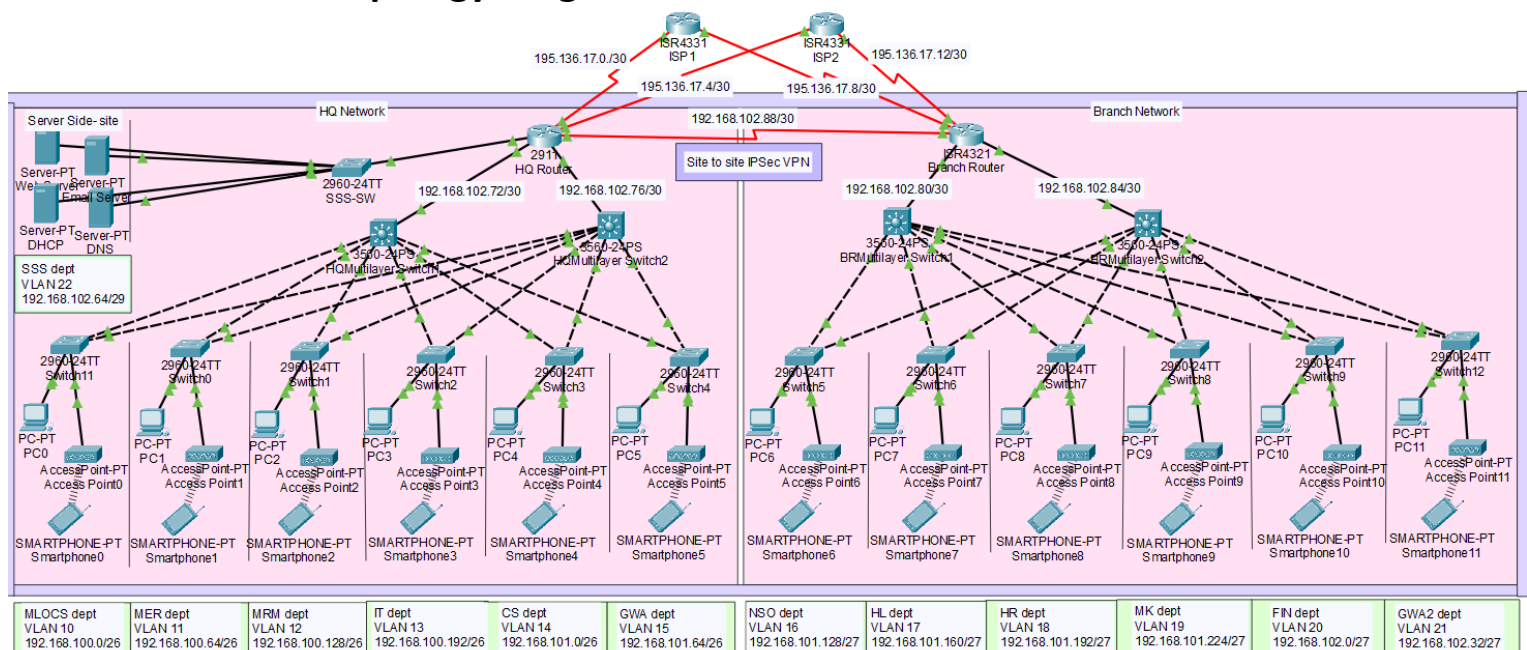 ISR4331
ISP1
ISR4331
ISP2
195.136.17.0./30
195.136.17.12/30
195.136.17.4/30
195.136.17.8/30
HQ Network
Branch Network
Server Side- site
192.168.102.88/30
2911
HQ Router
Site to site IPSec VPN
ISR4321
Branch Router
Server-PT
Web Server
Server-PT
Email Server
2960-24TT
SSS-SW
192.168.102.72/30
192.168.102.76/30
192.168.102.80/30
192.168.102.84/30
Server-PT
DHCP
Server-PT
DNS
3560-24PS
HQMultilayer Switch1
3560-24PS
HQMultilayer Switch2
3560-24PS
BRMultilayer Switch1
3560-24PS
BRMultilayer Switch2
SSS dept
VLAN 22
192.168.102.64/29
2960-24TT
Switch11
2960-24TT
Switch0
2960-24TT
Switch1
2960-24TT
Switch2
2960-24TT
Switch3
2960-24TT
Switch4
2960-24TT
Switch5
2960-24TT
Switch6
2960-24TT
Switch7
2960-24TT
Switch8
2960-24TT
Switch9
2960-24TT
Switch12
PC-PT
PC0
PC-PT
PC1
PC-PT
PC2
PC-PT
PC3
PC-PT
PC4
PC-PT
PC5
PC-PT
PC6
PC-PT
PC7
PC-PT
PC8
PC-PT
PC9
PC-PT
PC10
PC-PT
PC11
AccessPoint-PT
Access Point0
AccessPoint-PT
Access Point1
AccessPoint-PT
Access Point2
AccessPoint-PT
Access Point3
AccessPoint-PT
Access Point4
AccessPoint-PT
Access Point5
AccessPoint-PT
Access Point6
AccessPoint-PT
Access Point7
AccessPoint-PT
Access Point8
AccessPoint-PT
Access Point9
AccessPoint-PT
Access Point10
AccessPoint-PT
Access Point11
SMARTPHONE-PT
Smartphone0
SMARTPHONE-PT
Smartphone1
SMARTPHONE-PT
Smartphone2
SMARTPHONE-PT
Smartphone3
SMARTPHONE-PT
Smartphone4
SMARTPHONE-PT
Smartphone5
SMARTPHONE-PT
Smartphone6
SMARTPHONE-PT
Smartphone7
SMARTPHONE-PT
Smartphone8
SMARTPHONE-PT
Smartphone9
SMARTPHONE-PT
Smartphone10
SMARTPHONE-PT
Smartphone11
MLOCS dept
VLAN 10
192.168.100.0/26
MER dept
VLAN 11
192.168.100.64/26
MRM dept
VLAN 12
192.168.100.128/26
IT dept
VLAN 13
192.168.100.192/26
CS dept
VLAN 14
192.168.101.0/26
GWA dept
VLAN 15
192.168.101.64/26
NSO dept
VLAN 16
192.168.101.128/27
HL dept
VLAN 17
192.168.101.160/27
HR dept
VLAN 18
192.168.101.192/27
MK dept
VLAN 19
192.168.101.224/27
FIN dept
VLAN 20
192.168.102.0/27
GWA2 dept
VLAN 21
192.168.102.32/27